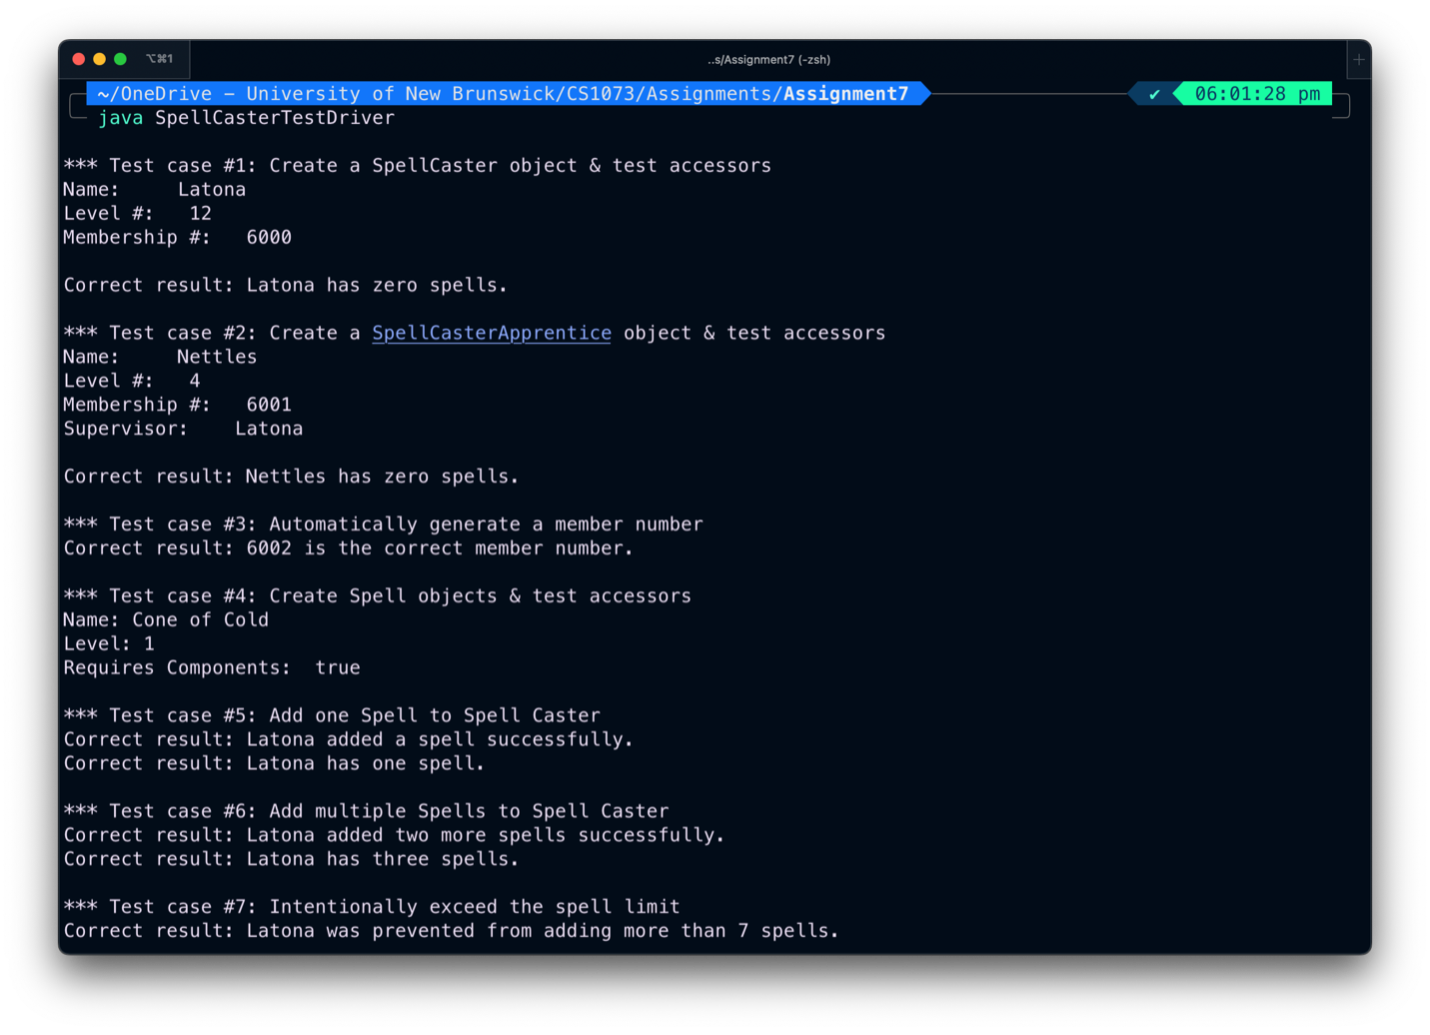 ⌥⌘1
..s/Assignment7 (-zsh)
~/OneDrive – University of New Brunswick/CS1073/Assignments/Assignment7 ✔ 06:01:28 pm
java SpellCasterTestDriver
*** Test case #1: Create a SpellCaster object & test accessors
Name: Latona
Level #: 12
Membership #: 6000
Correct result: Latona has zero spells.
*** Test case #2: Create a SpellCasterApprentice object & test accessors
Name: Nettles
Level #: 4
Membership #: 6001
Supervisor: Latona
Correct result: Nettles has zero spells.
*** Test case #3: Automatically generate a member number
Correct result: 6002 is the correct member number.
*** Test case #4: Create Spell objects & test accessors
Name: Cone of Cold
Level: 1
Requires Components: true
*** Test case #5: Add one Spell to Spell Caster
Correct result: Latona added a spell successfully.
Correct result: Latona has one spell.
*** Test case #6: Add multiple Spells to Spell Caster
Correct result: Latona added two more spells successfully.
Correct result: Latona has three spells.
*** Test case #7: Intentionally exceed the spell limit
Correct result: Latona was prevented from adding more than 7 spells.